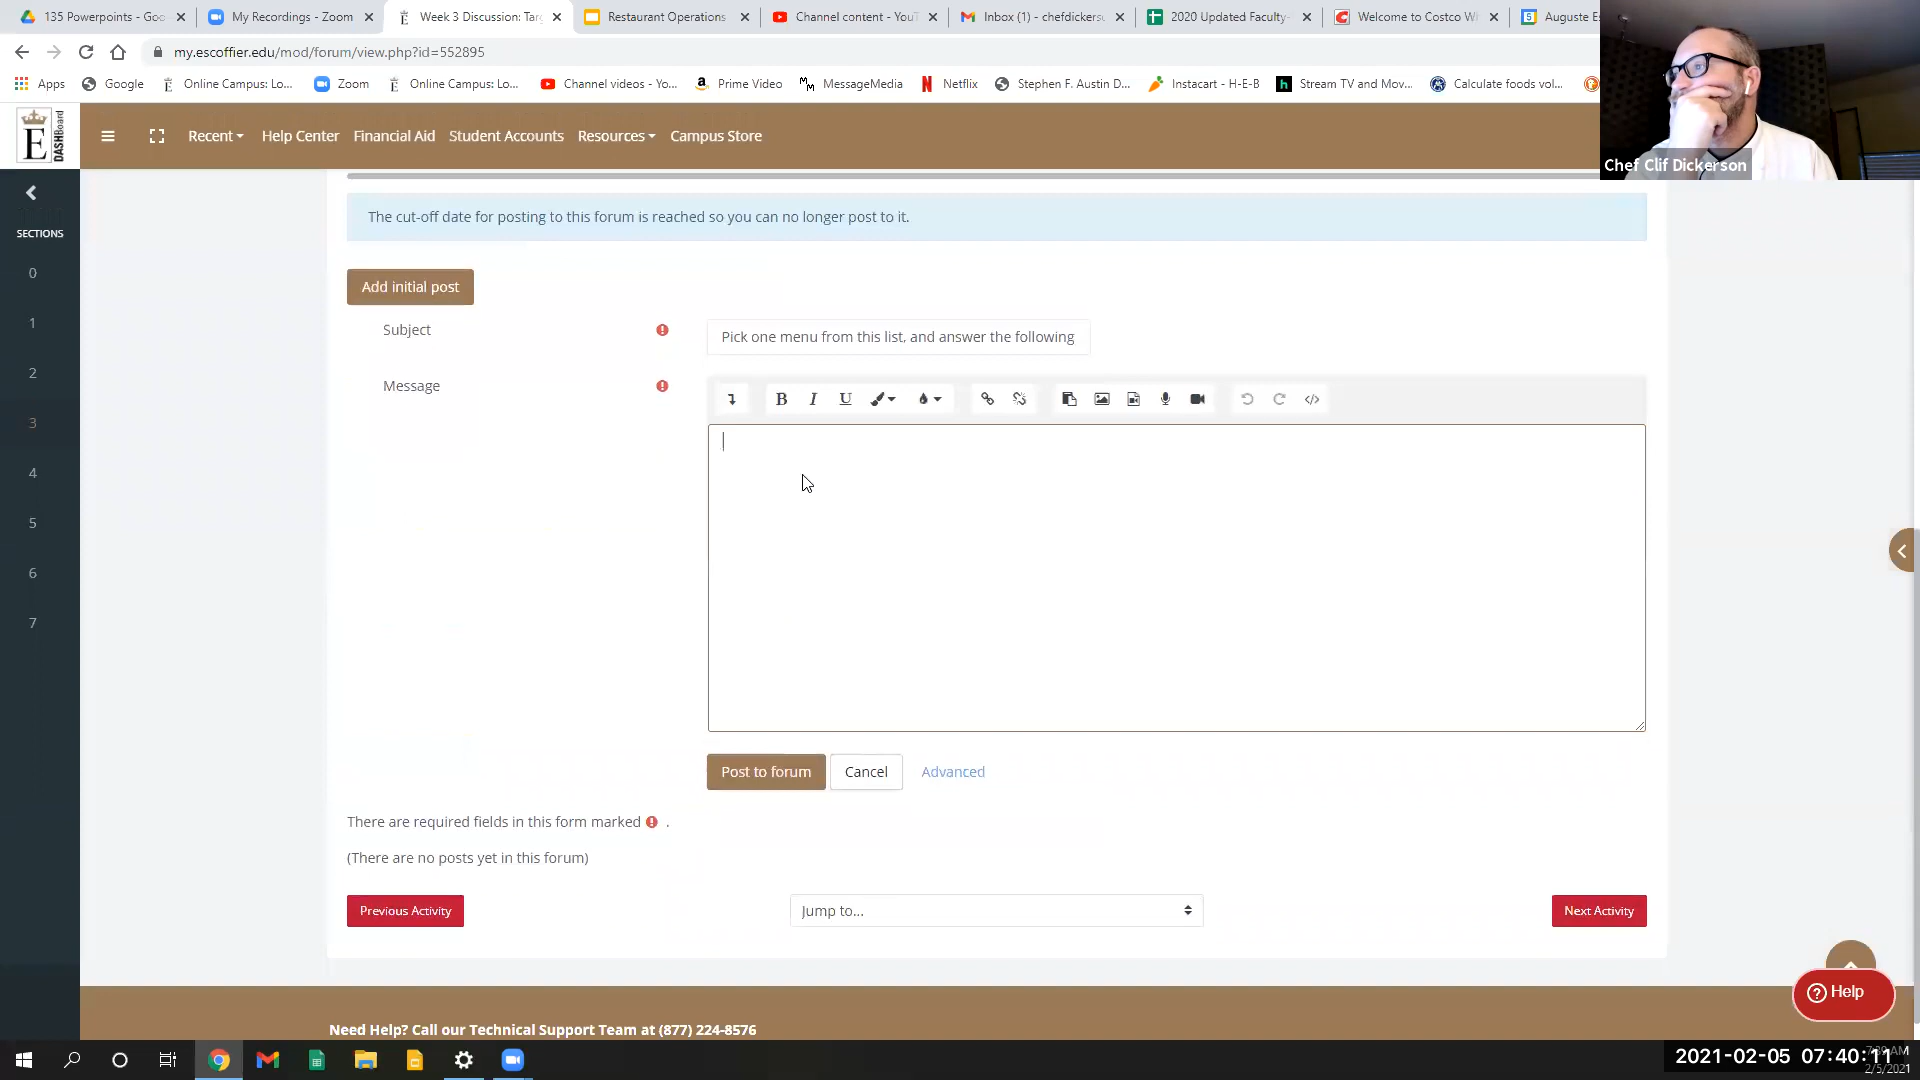 135 Powerpoints - Goo
My Recordings - Zoom
Week 3 Discussion: Tar
Restaurant Operations
Channel content - YouT
Inbox (1) - chefdickers
2020 Updated Faculty-
Welcome to Costco W
Auguste Es
my.escoffier.edu/mod/forum/view.php?id=552895
Apps
Google
Online Campus: Lo...
Zoom
Online Campus: Lo...
Channel videos - Yo...
Prime Video
MessageMedia
Netflix
Stephen F. Austin D...
Instacart - H-E-B
Stream TV and Mov...
Calculate foods vol...
Chef Clif Dickerson
E DASHBoard
Recent
Help Center
Financial Aid
Student Accounts
Resources
Campus Store
SECTIONS
0
1
2
3
4
5
6
7
The cut-off date for posting to this forum is reached so you can no longer post to it.
Add initial post
Subject
Pick one menu from this list, and answer the following
Message
B I U
Post to forum
Cancel
Advanced
There are required fields in this form marked .
(There are no posts yet in this forum)
Previous Activity
Jump to...
Next Activity
Help
Need Help? Call our Technical Support Team at (877) 224-8576
2021-02-05 07:40:11
2/5/2021